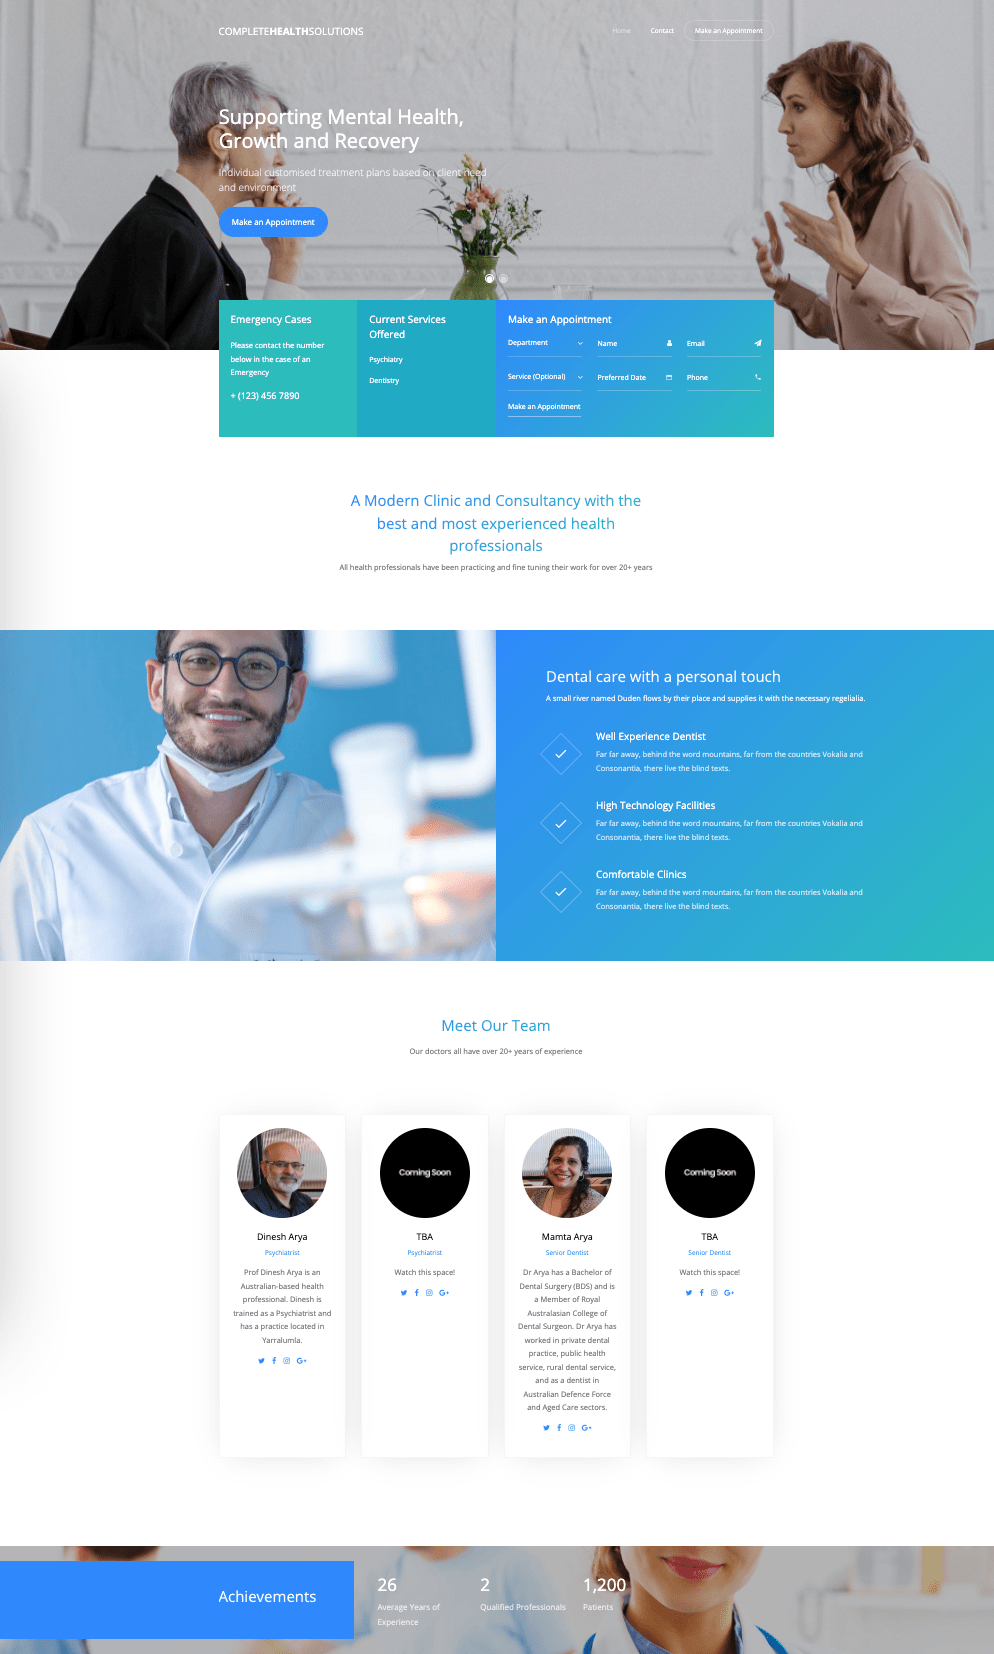 COMPLETEHEALTHSOLUTIONS
Home
Contact
Make an Appointment
Supporting Mental Health,
Growth and Recovery
Individual customised treatment plans based on client need
and environment
Make an Appointment
Emergency Cases
Please contact the number
below in the case of an
Emergency
+ (123) 456 7890
Current Services
Offered
Psychiatry
Dentistry
Make an Appointment
Department
Name
Email
Service (Optional)
Preferred Date
Phone
Make an Appointment
A Modern Clinic and Consultancy with the
best and most experienced health
professionals
All health professionals have been practicing and fine tuning their work for over 20+ years
Dental care with a personal touch
A small river named Duden flows by their place and supplies it with the necessary regelialia.
Well Experience Dentist
Far far away, behind the word mountains, far from the countries Vokalia and
Consonantia, there live the blind texts.
High Technology Facilities
Far far away, behind the word mountains, far from the countries Vokalia and
Consonantia, there live the blind texts.
Comfortable Clinics
Far far away, behind the word mountains, far from the countries Vokalia and
Consonantia, there live the blind texts.
Meet Our Team
Our doctors all have over 20+ years of experience
Dinesh Arya
Psychiatrist
Prof Dinesh Arya is an
Australian-based health
professional. Dinesh is
trained as a Psychiatrist and
has a practice located in
Yarralumla.
Coming Soon
TBA
Psychiatrist
Watch this space!
Mamta Arya
Senior Dentist
Dr Arya has a Bachelor of
Dental Surgery (BDS) and is
a Member of Royal
Australasian College of
Dental Surgeon. Dr Arya has
worked in private dental
practice, public health
service, rural dental service,
and as a dentist in
Australian Defence Force
and Aged Care sectors.
Coming Soon
TBA
Senior Dentist
Watch this space!
Achievements
26
Average Years of
Experience
2
Qualified Professionals
1,200
Patients